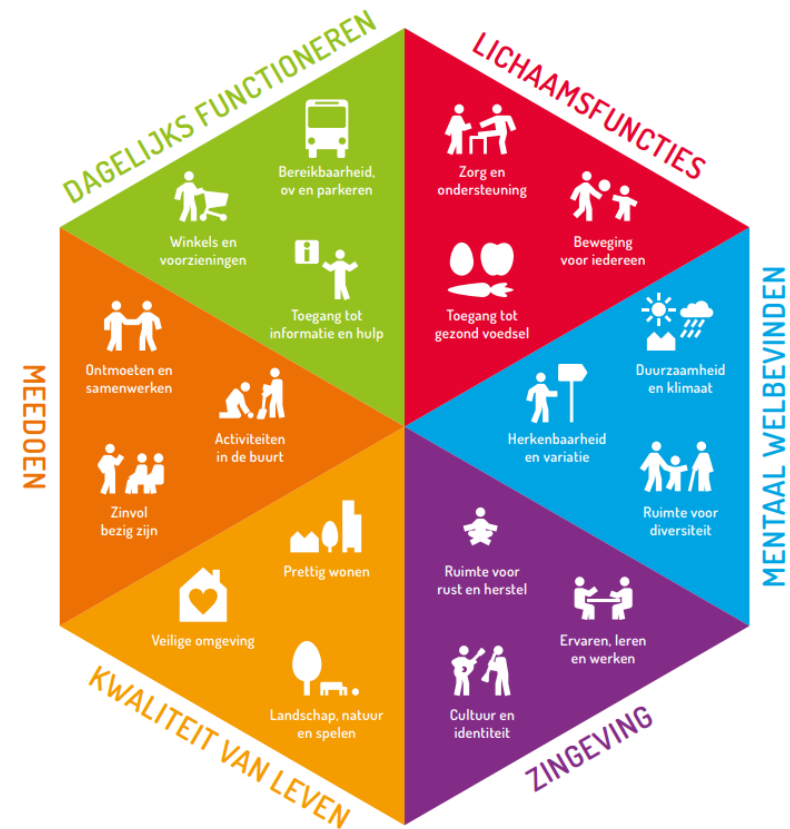 DAGELIJKS FUNCTIONEREN
Bereikbaarheid,
ov en parkeren
Winkels en
voorzieningen
i
Toegang tot
informatie en hulp
LICHAAMSFUNCTIES
Zorg en
ondersteuning
Beweging
voor iedereen
Toegang tot
gezond voedsel
MENTAAL WELBEVINDEN
Duurzaamheid
en klimaat
Herkenbaarheid
en variatie
Ruimte voor
diversiteit
ZINGEVING
Ruimte voor
rust en herstel
Ervaren, leren
en werken
Cultuur en
identiteit
KWALITEIT VAN LEVEN
Prettig wonen
Veilige omgeving
Landschap, natuur
en spelen
MEEDOEN
Ontmoeten en
samenwerken
Activiteiten
in de buurt
Zinvol
bezig zijn